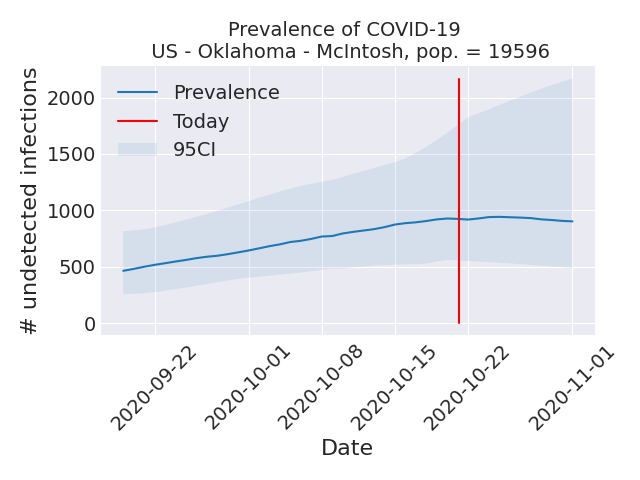 Prevalence of COVID-19
US - Oklahoma - McIntosh, pop. = 19596
# undetected infections
2000
1500
1000
500
0
Prevalence
Today
95CI
2020-09-22
2020-10-01
2020-10-08
2020-10-15
2020-10-22
2020-11-01
Date